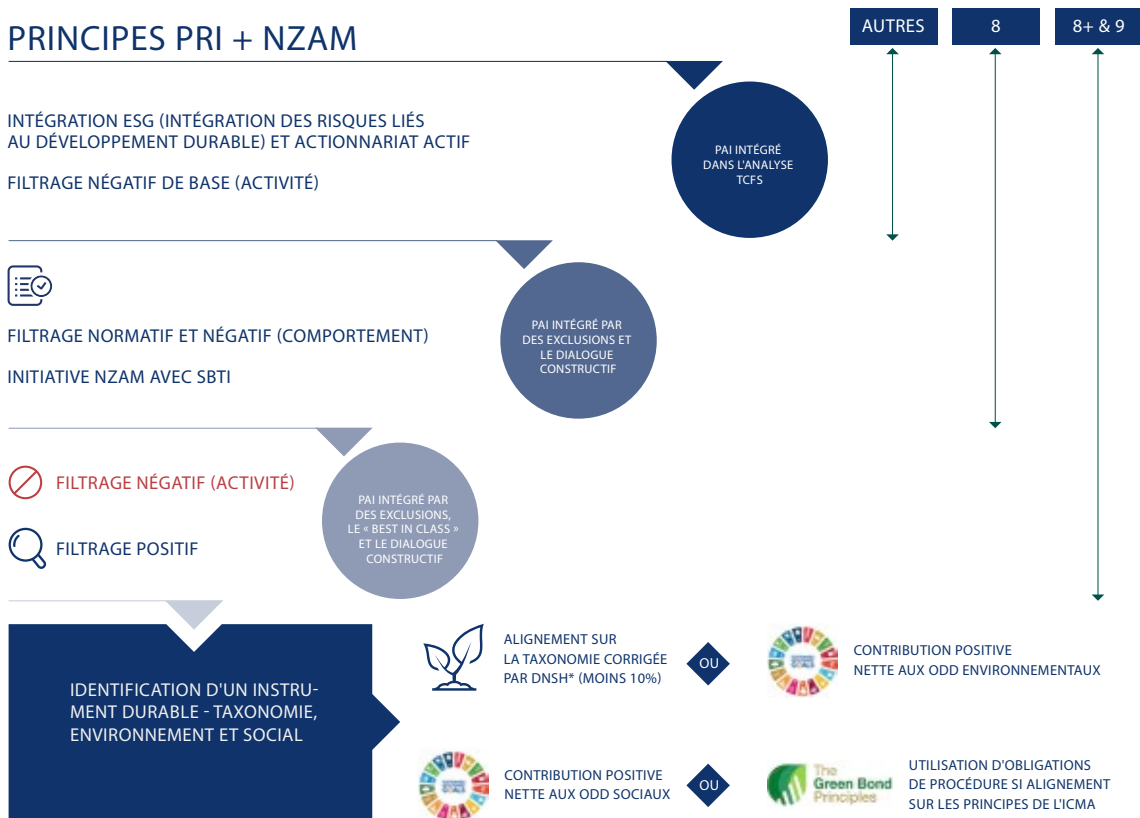 PRINCIPES PRI + NZAM
AUTRES
8
8+ & 9
INTÉGRATION ESG (INTÉGRATION DES RISQUES LIÉS
AU DÉVELOPPEMENT DURABLE) ET ACTIONNARIAT ACTIF
FILTRAGE NÉGATIF DE BASE (ACTIVITÉ)
PAI INTÉGRÉ
DANS L'ANALYSE
TCFS
FILTRAGE NORMATIF ET NÉGATIF (COMPORTEMENT)
INITIATIVE NZAM AVEC SBTI
PAI INTÉGRÉ PAR
DES EXCLUSIONS ET
LE DIALOGUE
CONSTRUCTIF
FILTRAGE NÉGATIF (ACTIVITÉ)
FILTRAGE POSITIF
PAI INTÉGRÉ PAR
DES EXCLUSIONS,
LE « BEST IN CLASS »
ET LE DIALOGUE
CONSTRUCTIF
IDENTIFICATION D'UN INSTRU-
MENT DURABLE - TAXONOMIE,
ENVIRONNEMENT ET SOCIAL
ALIGNEMENT SUR
LA TAXONOMIE CORRIGÉE
PAR DNSH* (MOINS 10%)
OU
CONTRIBUTION POSITIVE
NETTE AUX ODD ENVIRONNEMENTAUX
CONTRIBUTION POSITIVE
NETTE AUX ODD SOCIAUX
OU
The
Green Bond
Principles
UTILISATION D'OBLIGATIONS
DE PROCÉDURE SI ALIGNEMENT
SUR LES PRINCIPES DE L'ICMA